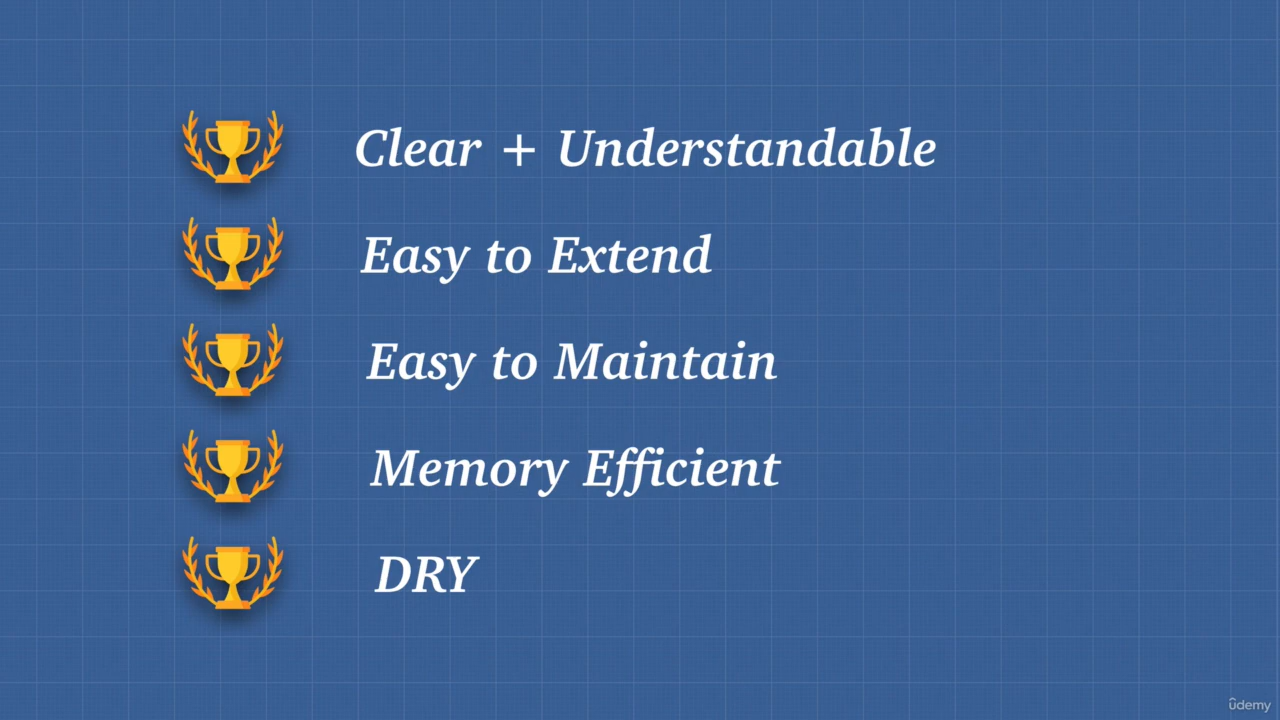 Clear + Understandable
Easy to Extend
Easy to Maintain
Memory Efficient
DRY
ûdemy